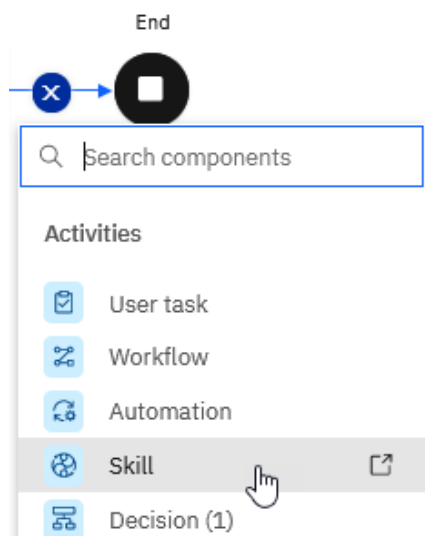 End
Search components
Activities
User task
Workflow
Automation
Skill
Decision (1)